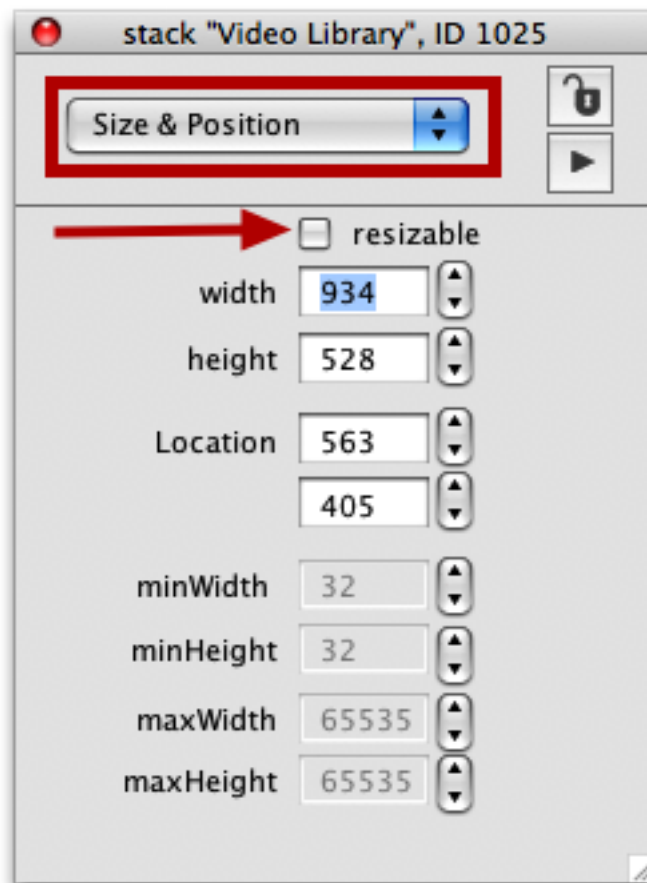 stack "Video Library", ID 1025
Size & Position
resizable
width 934
height 528
Location 563
405
minWidth 32
minHeight 32
maxWidth 65535
maxHeight 65535